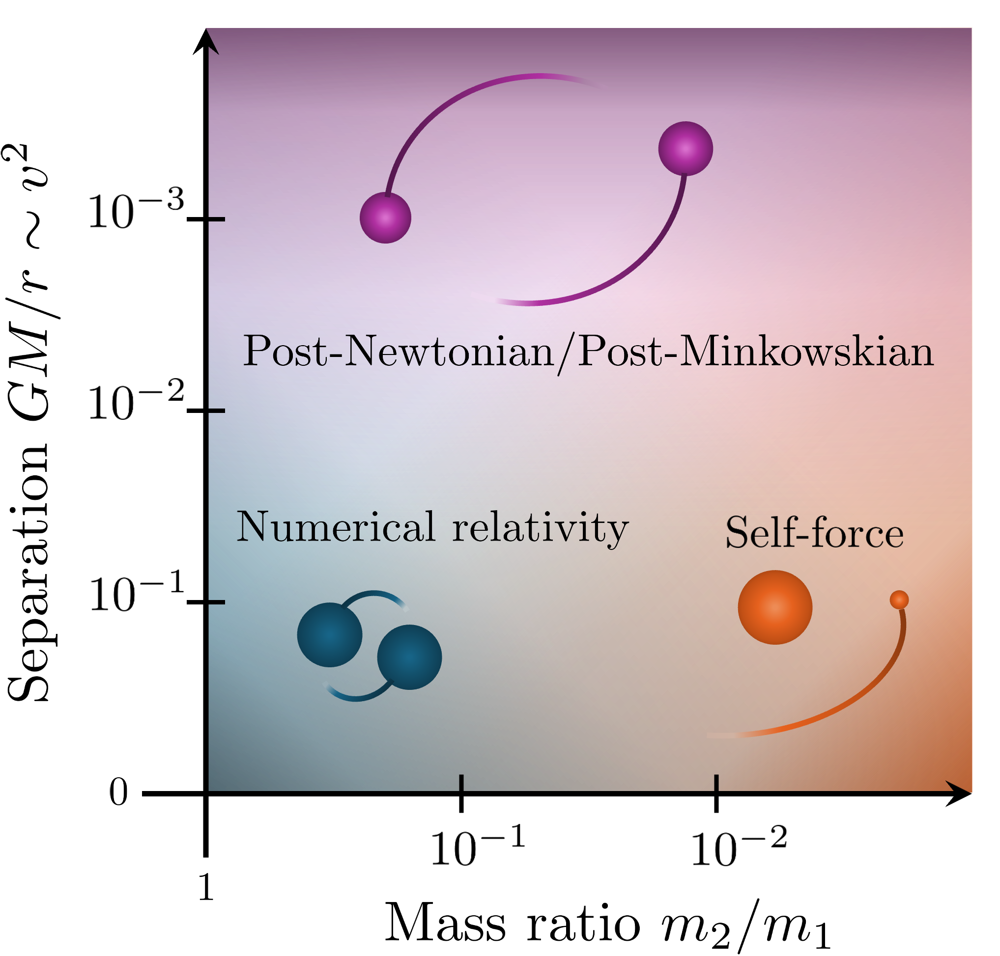 Separation GM/r ~ v²
10⁻³
Post-Newtonian/Post-Minkowskian
10⁻²
Numerical relativity
Self-force
10⁻¹
0
10⁻¹
10⁻²
1
Mass ratio m₂/m₁